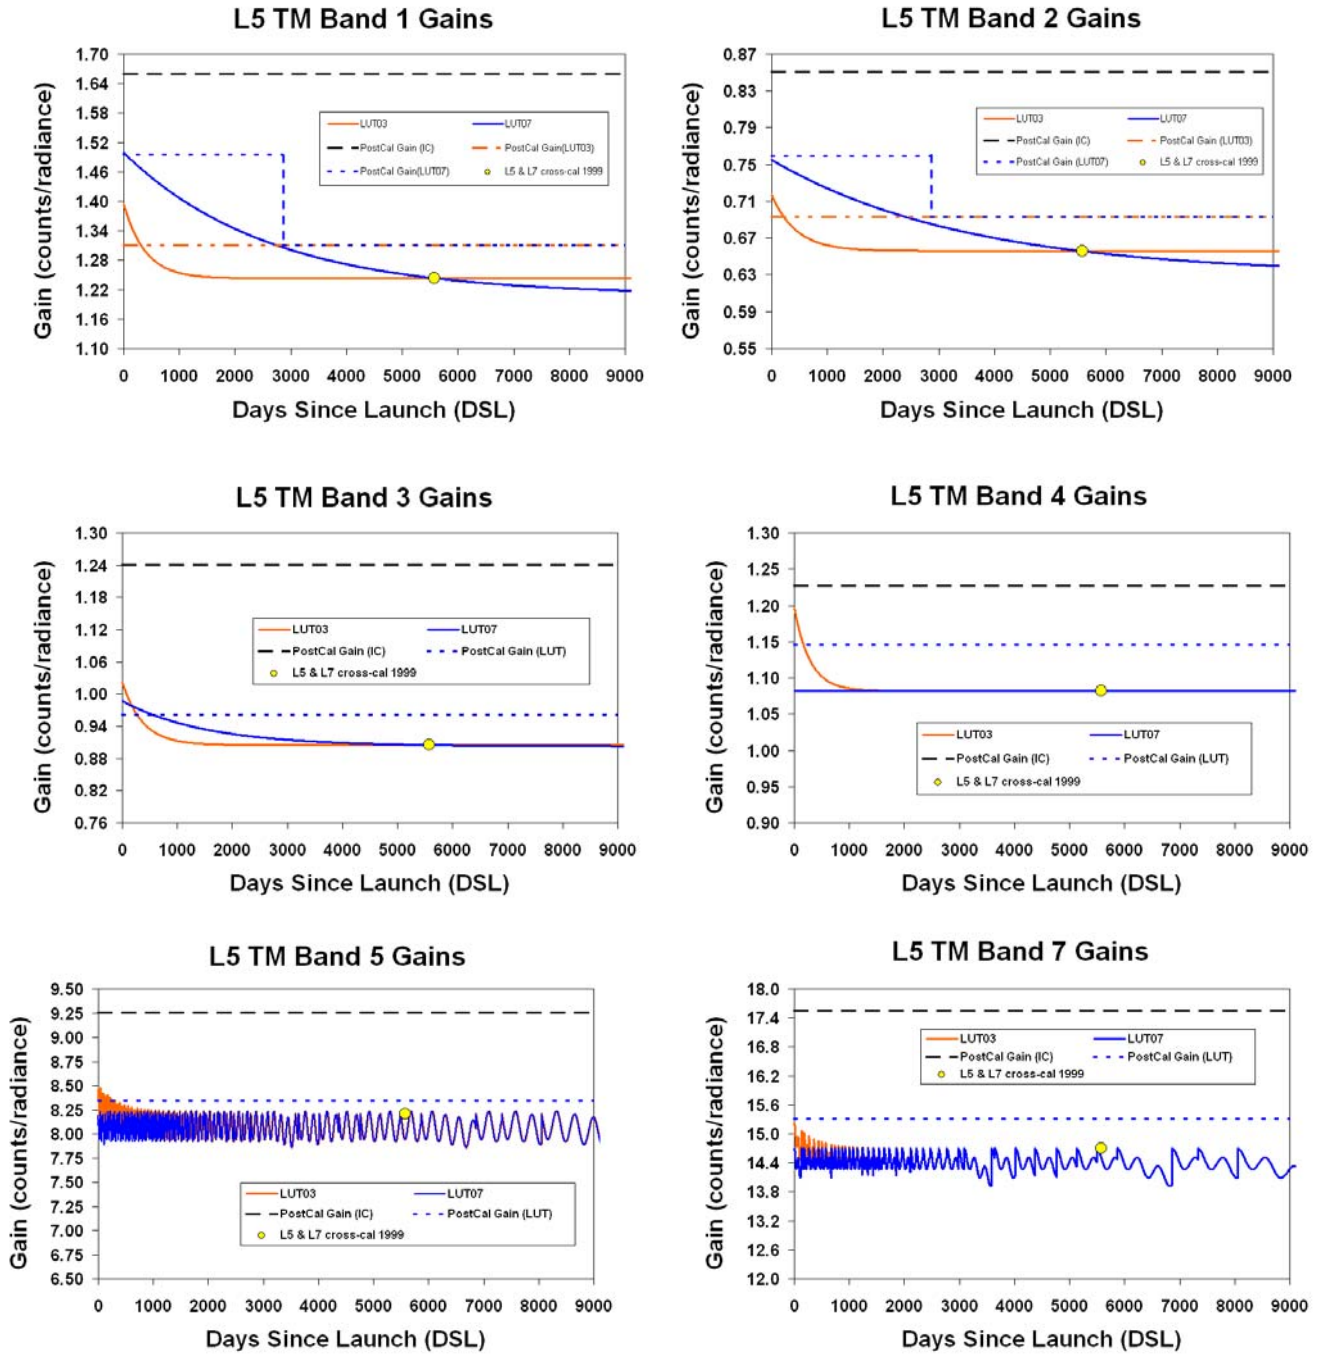 L5 TM Band 1 Gains
Gain (counts/radiance)
1.70
1.64
1.58
1.52
1.46
1.40
1.34
1.28
1.22
1.16
1.10
LUT03 LUT07
PostCal Gain (IC) PostCal Gain(LUT03)
PostCal Gain(LUT07) L5 & L7 cross-cal 1999
0 1000 2000 3000 4000 5000 6000 7000 8000 9000
Days Since Launch (DSL)
L5 TM Band 2 Gains
Gain (counts/radiance)
0.87
0.83
0.79
0.75
0.71
0.67
0.63
0.59
0.55
LUT03 LUT07
PostCal Gain (IC) PostCal Gain (LUT03)
PostCal Gain (LUT07) L5 & L7 cross-cal 1999
0 1000 2000 3000 4000 5000 6000 7000 8000 9000
Days Since Launch (DSL)
L5 TM Band 3 Gains
Gain (counts/radiance)
1.30
1.24
1.18
1.12
1.06
1.00
0.94
0.88
0.82
0.76
LUT03 LUT07
PostCal Gain (IC) PostCal Gain (LUT)
L5 & L7 cross-cal 1999
0 1000 2000 3000 4000 5000 6000 7000 8000 9000
Days Since Launch (DSL)
L5 TM Band 4 Gains
Gain (counts/radiance)
1.30
1.25
1.20
1.15
1.10
1.05
1.00
0.95
0.90
LUT03 LUT07
PostCal Gain (IC) PostCal Gain (LUT)
L5 & L7 cross-cal 1999
0 1000 2000 3000 4000 5000 6000 7000 8000 9000
Days Since Launch (DSL)
L5 TM Band 5 Gains
Gain (counts/radiance)
9.50
9.25
9.00
8.75
8.50
8.25
8.00
7.75
7.50
7.25
7.00
6.75
6.50
LUT03 LUT07
PostCal Gain (IC) PostCal Gain (LUT)
L5 & L7 cross-cal 1999
0 1000 2000 3000 4000 5000 6000 7000 8000 9000
Days Since Launch (DSL)
L5 TM Band 7 Gains
Gain (counts/radiance)
18.0
17.4
16.8
16.2
15.6
15.0
14.4
13.8
13.2
12.6
12.0
LUT03 LUT07
PostCal Gain (IC) PostCal Gain (LUT)
L5 & L7 cross-cal 1999
0 1000 2000 3000 4000 5000 6000 7000 8000 9000
Days Since Launch (DSL)